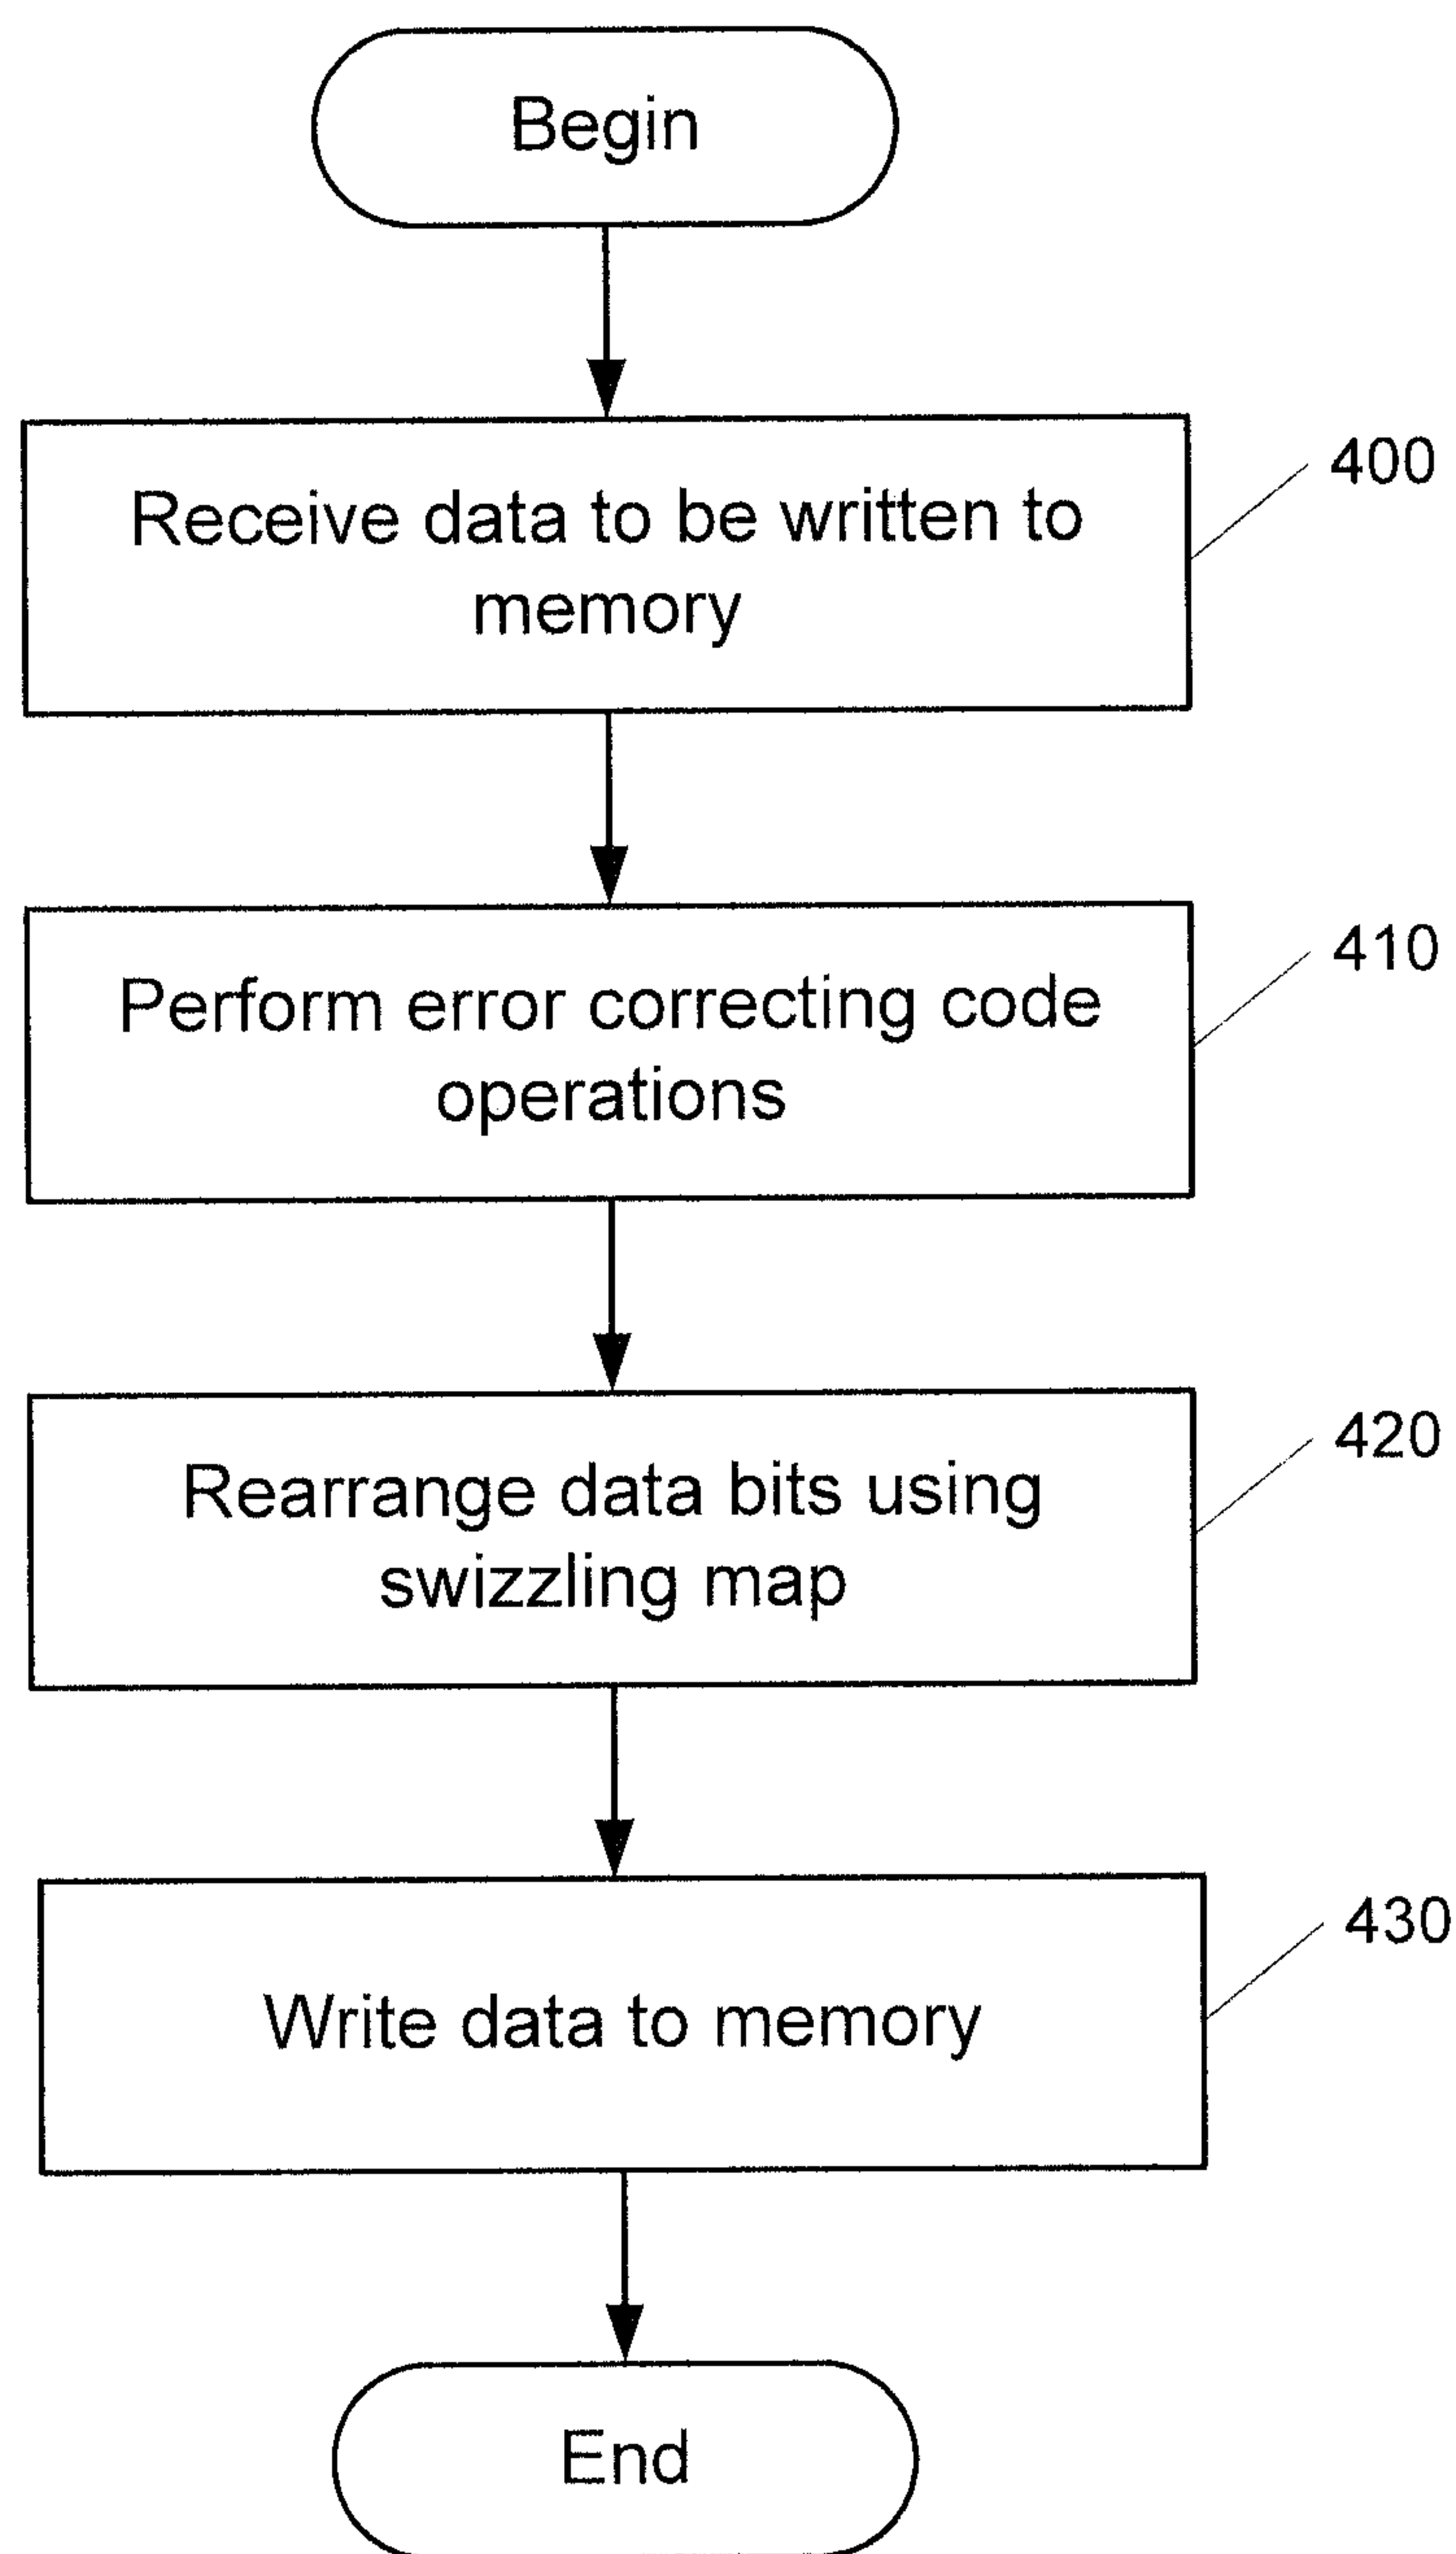 Begin
Receive data to be written to
memory
400
Perform error correcting code
operations
410
Rearrange data bits using
swizzling map
420
Write data to memory
430
End